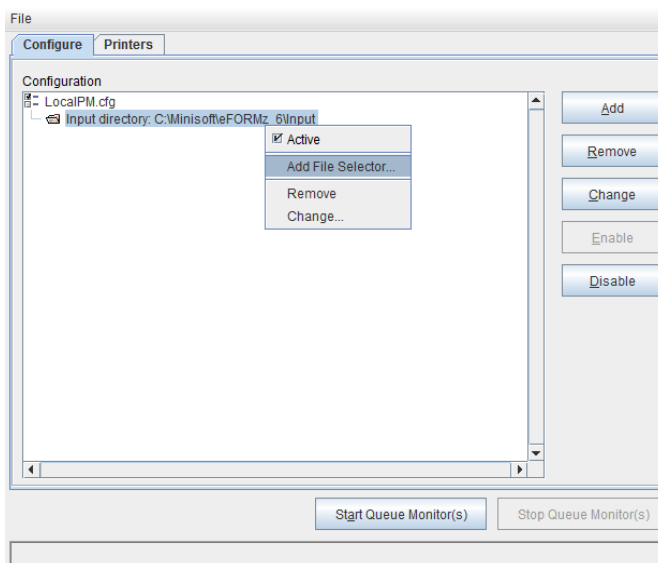 File
Configure Printers
Configuration
LocalPM.cfg
Input directory: C:\Minisoft\eFORMz_6\Input
Active
Add File Selector...
Remove
Change...
Add
Remove
Change
Enable
Disable
Start Queue Monitor(s) Stop Queue Monitor(s)